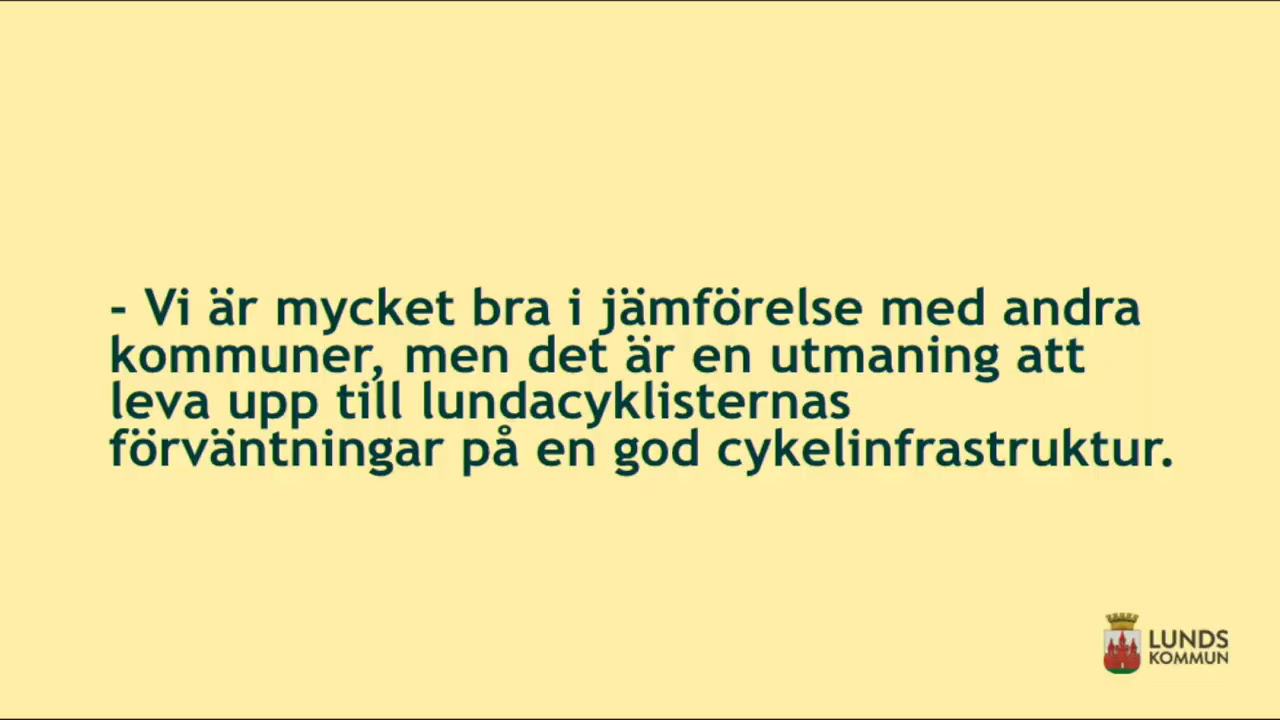 - Vi är mycket bra i jämförelse med andra
kommuner, men det är en utmaning att
leva upp till lundacyklisternas
förväntningar på en god cykelinfrastruktur.
LUNDS
KOMMUN